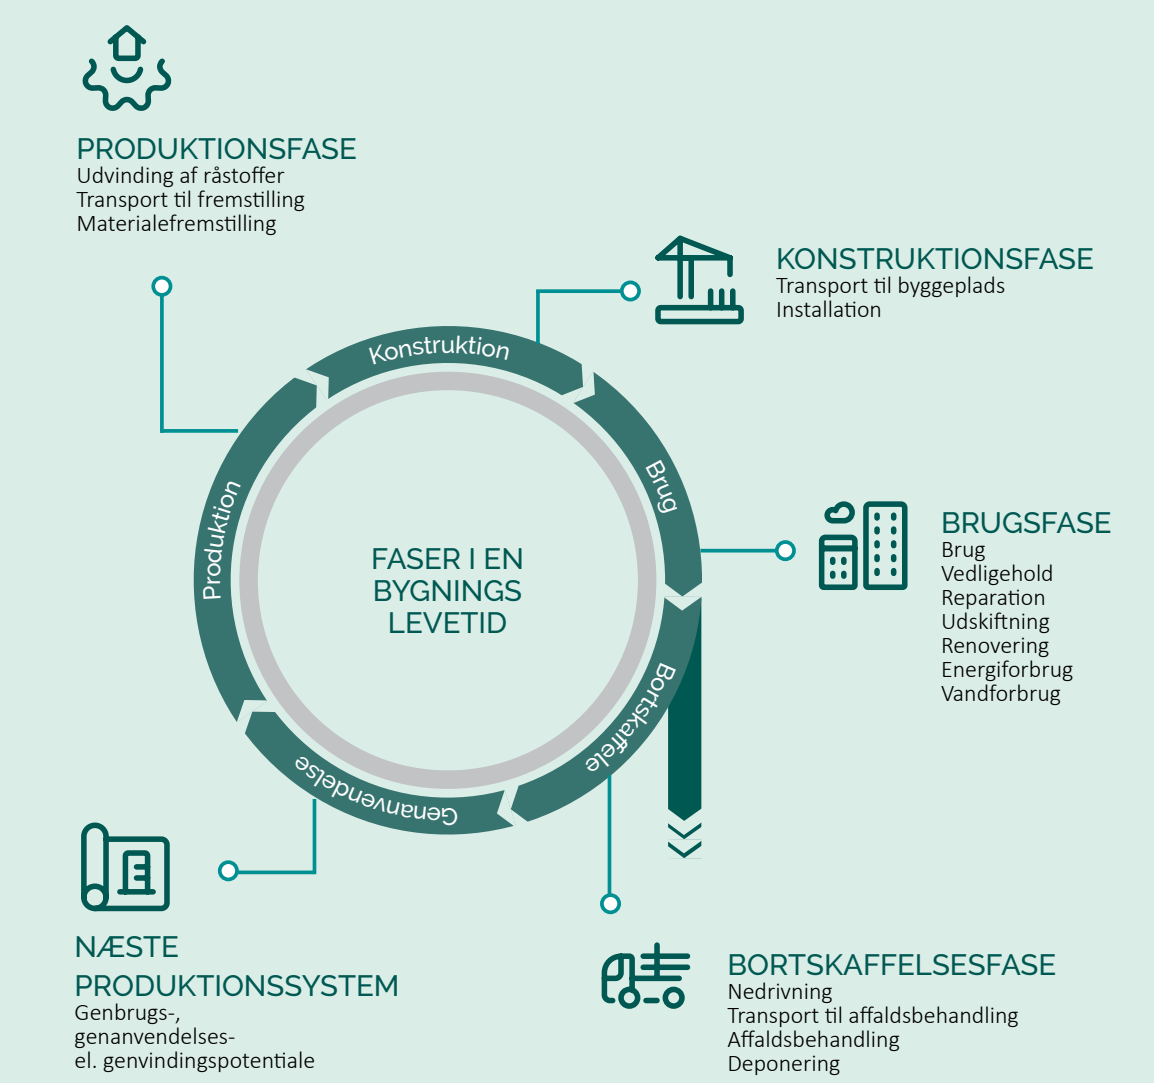 PRODUKTIONSFASE
Udvinding af råstoffer
Transport til fremstilling
Materialefremstilling
KONSTRUKTIONSFASE
Transport til byggeplads
Installation
Konstruktion
Brug
Produktion
FASER I EN
BYGNINGS
LEVETID
BRUGSFASE
Brug
Vedligehold
Reparation
Udskiftning
Renovering
Energiforbrug
Vandforbrug
Bortskaffele
Genanvendelse
NÆSTE
PRODUKTIONSSYSTEM
Genbrugs-,
genanvendelses-
el. genvindingspotentiale
BORTSKAFFELSESFASE
Nedrivning
Transport til affaldsbehandling
Affaldsbehandling
Deponering